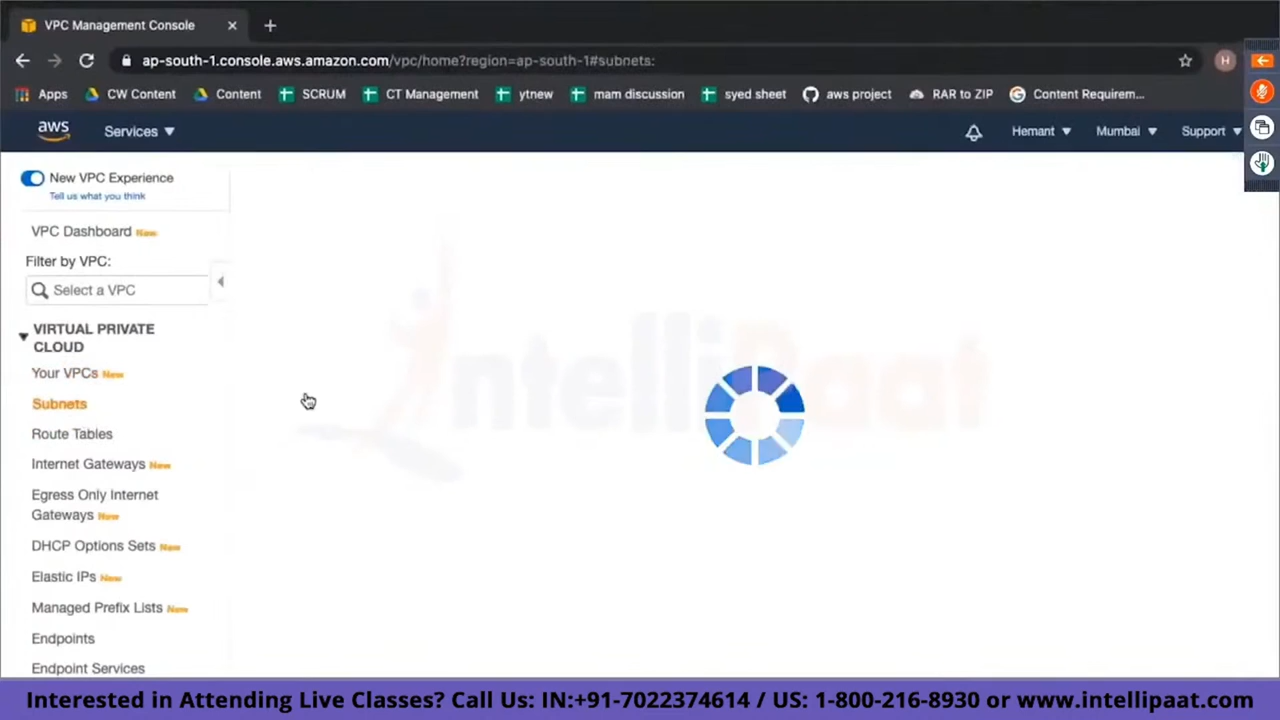 VPC Management Console
ap-south-1.console.aws.amazon.com/vpc/home?region=ap-south-1#subnets:
H
Apps CW Content Content SCRUM CT Management ytnew mam discussion syed sheet aws project RAR to ZIP Content Requirem...
aws Services Hemant Mumbai Support
New VPC Experience
Tell us what you think
VPC Dashboard New
Filter by VPC:
Select a VPC
VIRTUAL PRIVATE
CLOUD
Your VPCs New
Subnets
Route Tables
Internet Gateways New
Egress Only Internet
Gateways New
DHCP Options Sets New
Elastic IPs New
Managed Prefix Lists New
Endpoints
Endpoint Services
IntelliPaat
Interested in Attending Live Classes? Call Us: IN:+91-7022374614 / US: 1-800-216-8930 or www.intellipaat.com